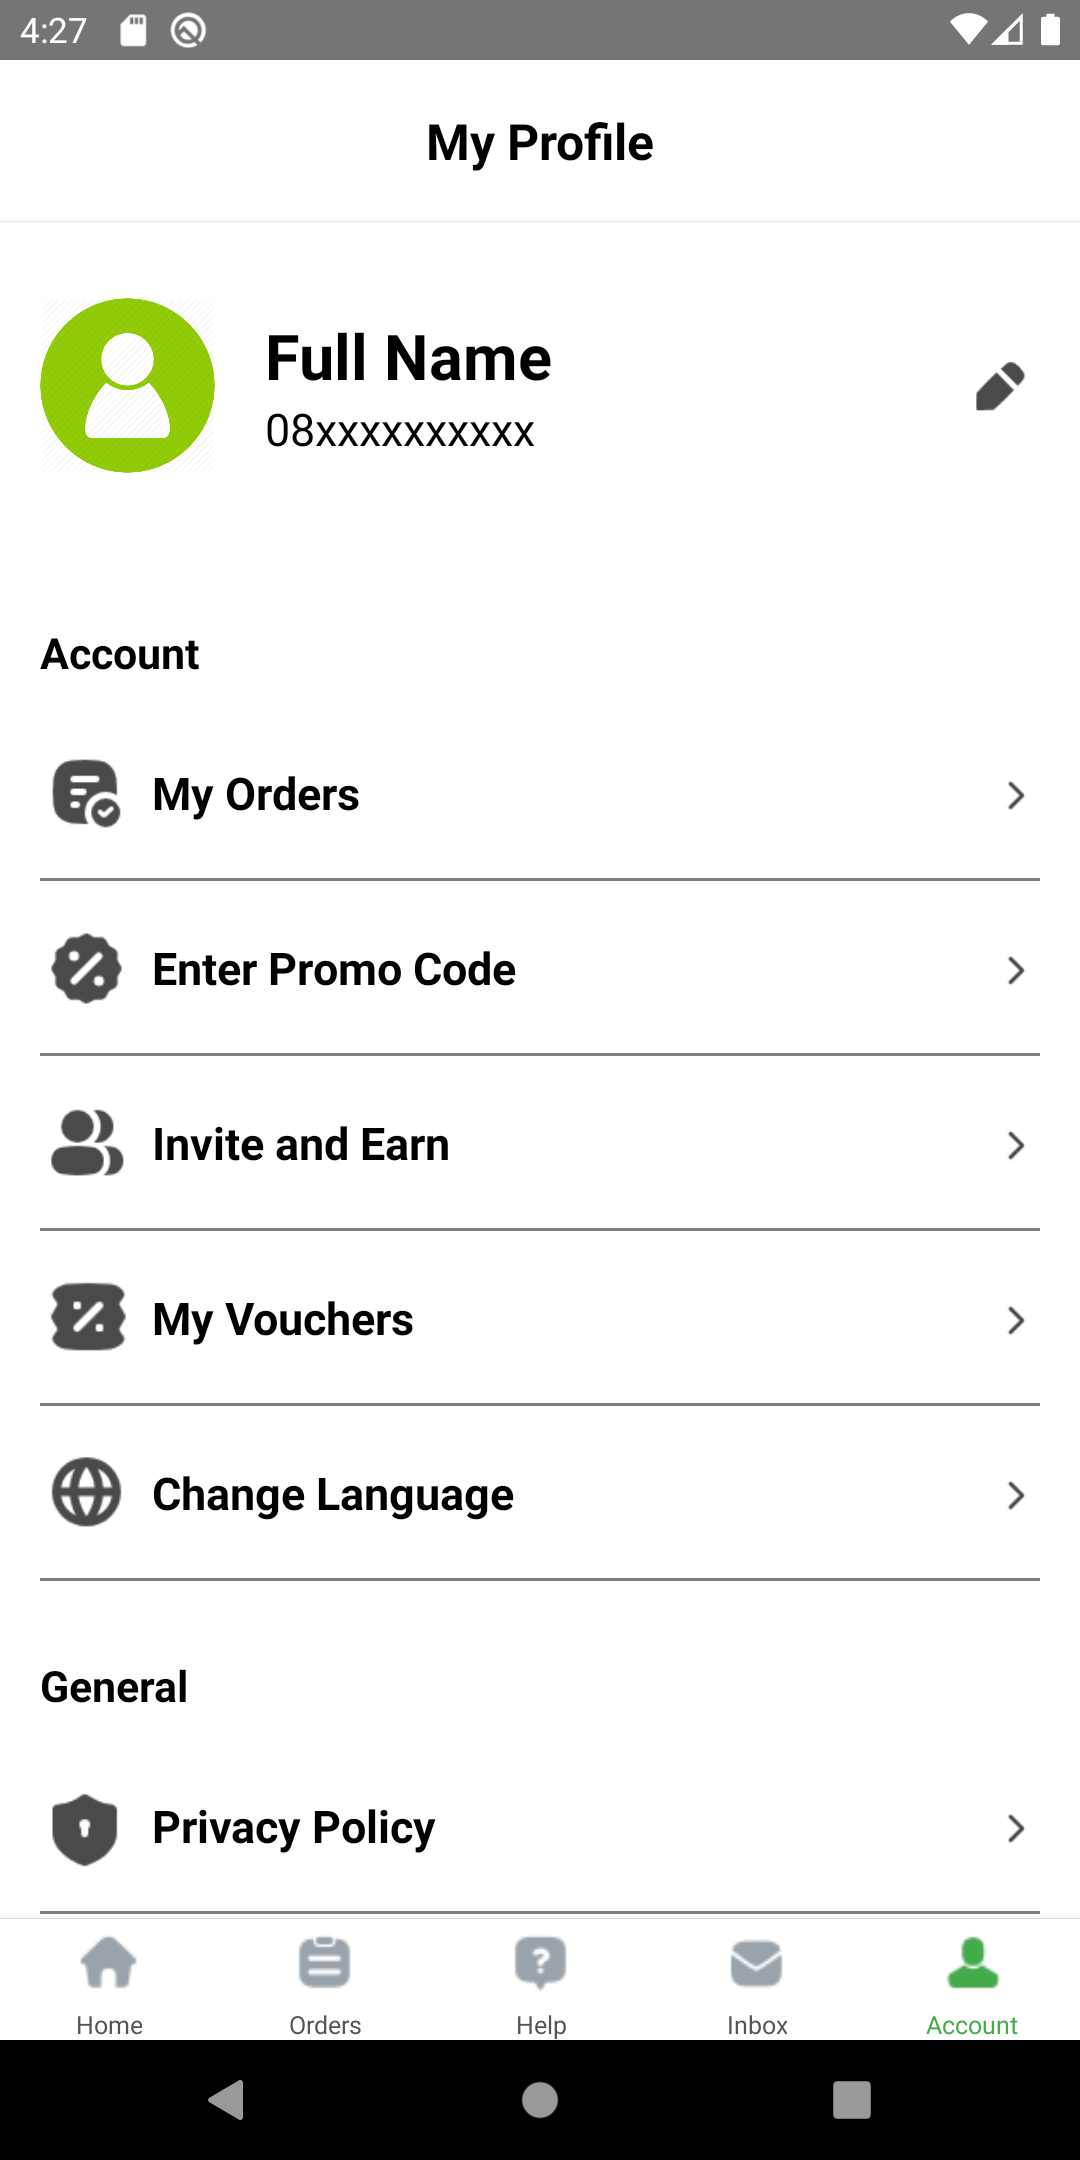 4:27
My Profile
Full Name
08xxxxxxxxxx
Account
My Orders
Enter Promo Code
Invite and Earn
My Vouchers
Change Language
General
Privacy Policy
Home Orders Help Inbox Account